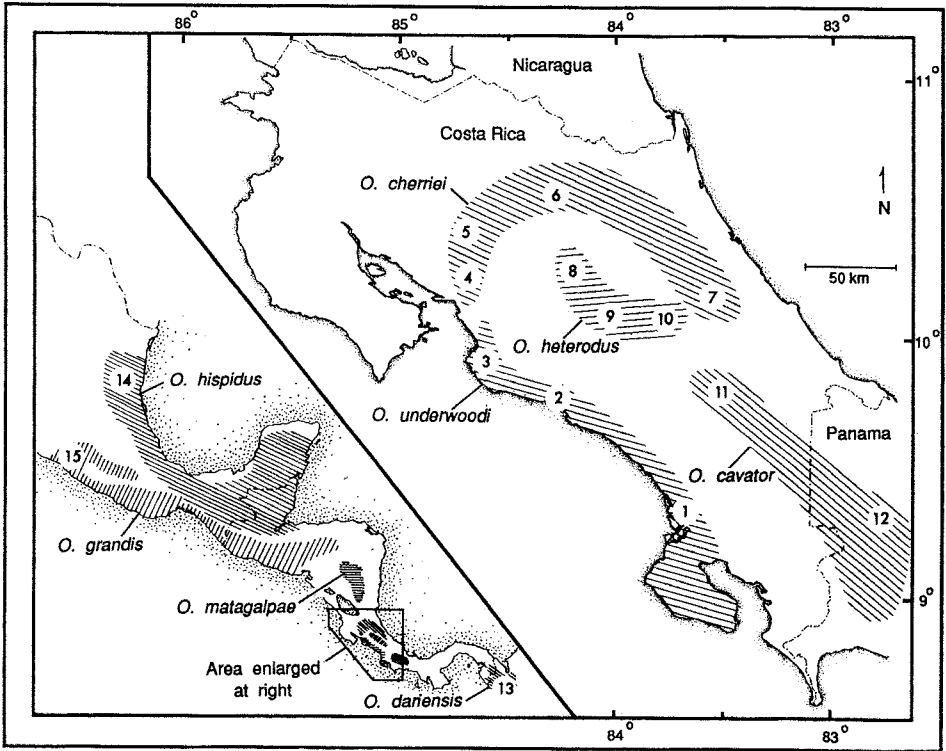 86° 85° 84° 83°
Nicaragua
11°
Costa Rica
O. cherriei
6
N
5
4
8
50 km
7
9 10
10°
O. heterodus
3
14 O. hispidus
11
2
O. underwoodi
Panama
15
O. cavator
1
12
O. grandis
O. matagalpae
9°
Area enlarged
at right
13
O. dariensis
84° 83°